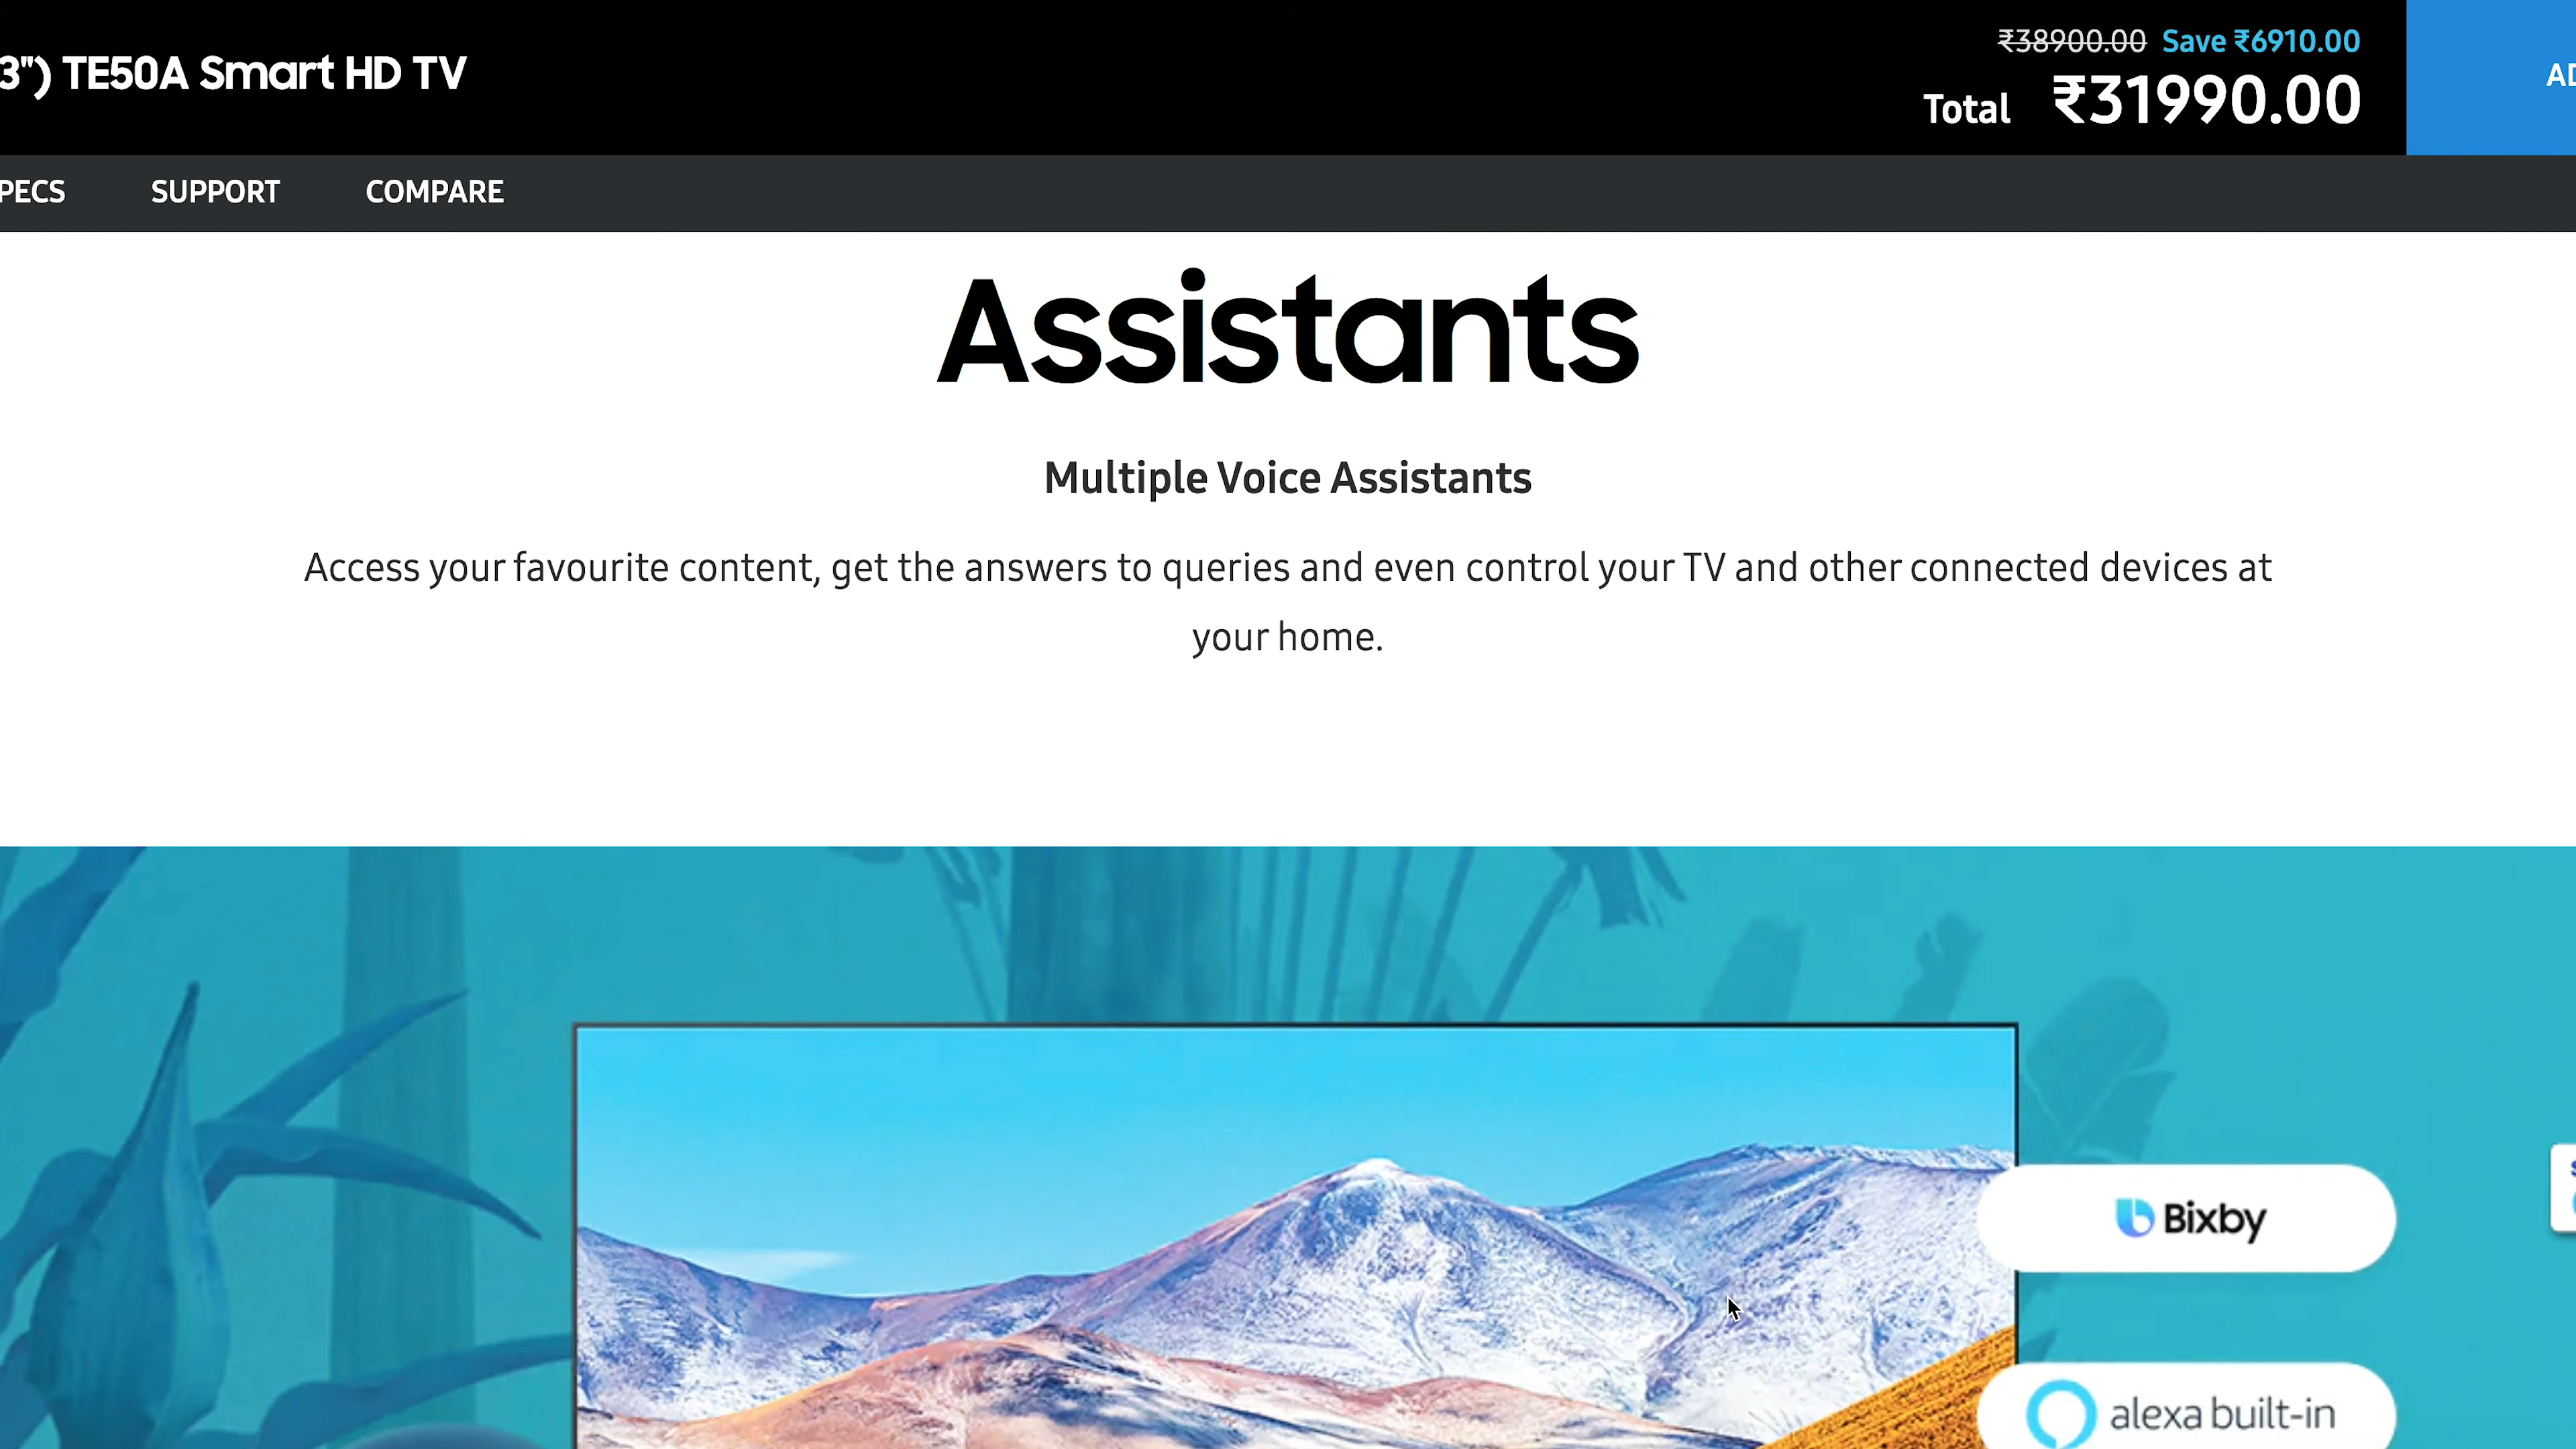 3") TE50A Smart HD TV
₹38900.00 Save ₹6910.00
Total ₹31990.00
PECS SUPPORT COMPARE
Assistants
Multiple Voice Assistants
Access your favourite content, get the answers to queries and even control your TV and other connected devices at
your home.
Bixby
alexa built-in